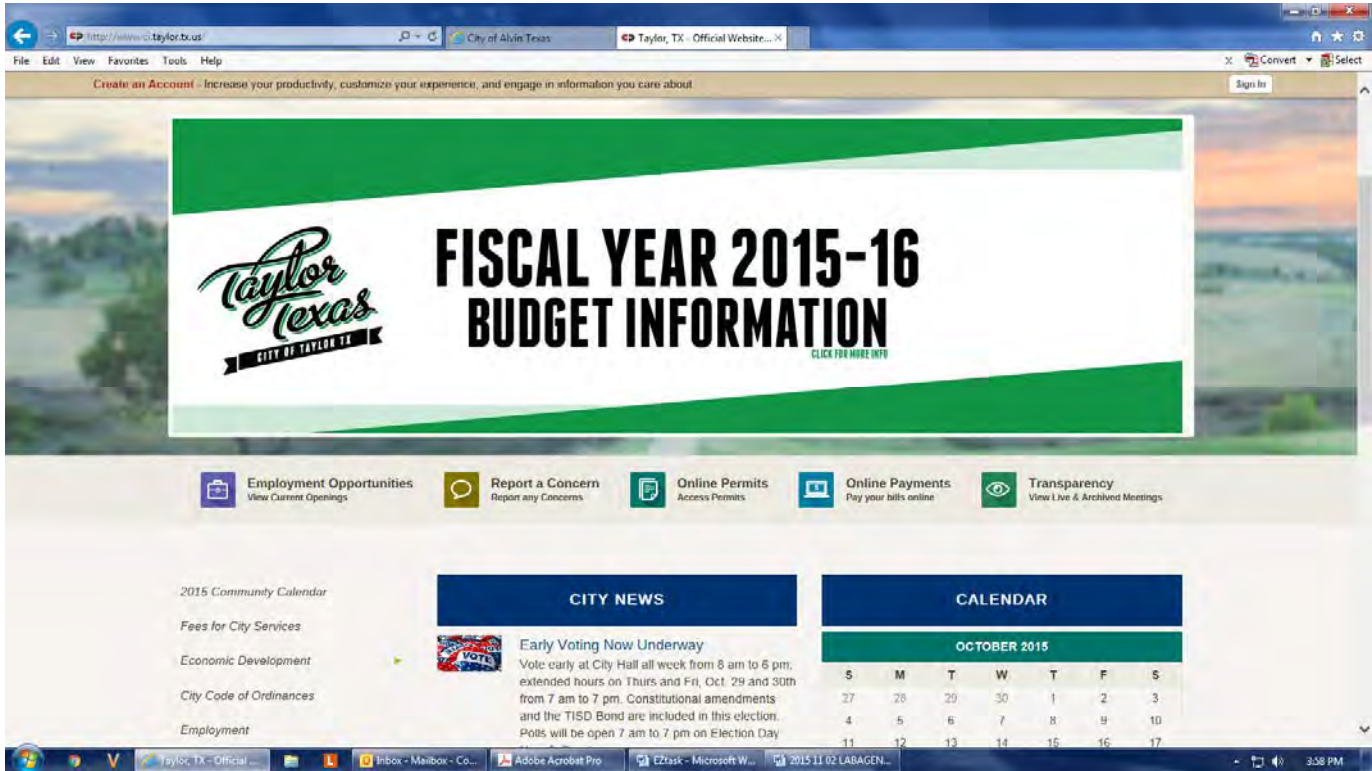 http://www.ci.taylor.tx.us
City of Alvin Texas
Taylor, TX - Official Website...
File Edit View Favorites Tools Help
x Convert Select
Create an Account - Increase your productivity, customize your experience, and engage in information you care about
Sign In
Taylor Texas
CITY OF TAYLOR TX
FISCAL YEAR 2015-16
BUDGET INFORMATION
CLICK FOR MORE INFO
Employment Opportunities
View Current Openings
Report a Concern
Report any Concerns
Online Permits
Access Permits
Online Payments
Pay your bills online
Transparency
View Live & Archived Meetings
2015 Community Calendar
Fees for City Services
Economic Development
City Code of Ordinances
Employment
CITY NEWS
VOTE
Early Voting Now Underway
Vote early at City Hall all week from 8 am to 6 pm,
extended hours on Thurs and Fri, Oct. 29 and 30th
from 7 am to 7 pm. Constitutional amendments
and the TISD Bond are included in this election.
Polls will be open 7 am to 7 pm on Election Day
CALENDAR
OCTOBER 2015
S M T W T F S
27 28 29 30 1 2 3
4 5 6 7 8 9 10
11 12 13 14 15 16 17
Taylor, TX - Official ...
Inbox - Mailbox - Co...
Adobe Acrobat Pro
EZtask - Microsoft W...
2015 11 02 LABAGEN...
3:58 PM